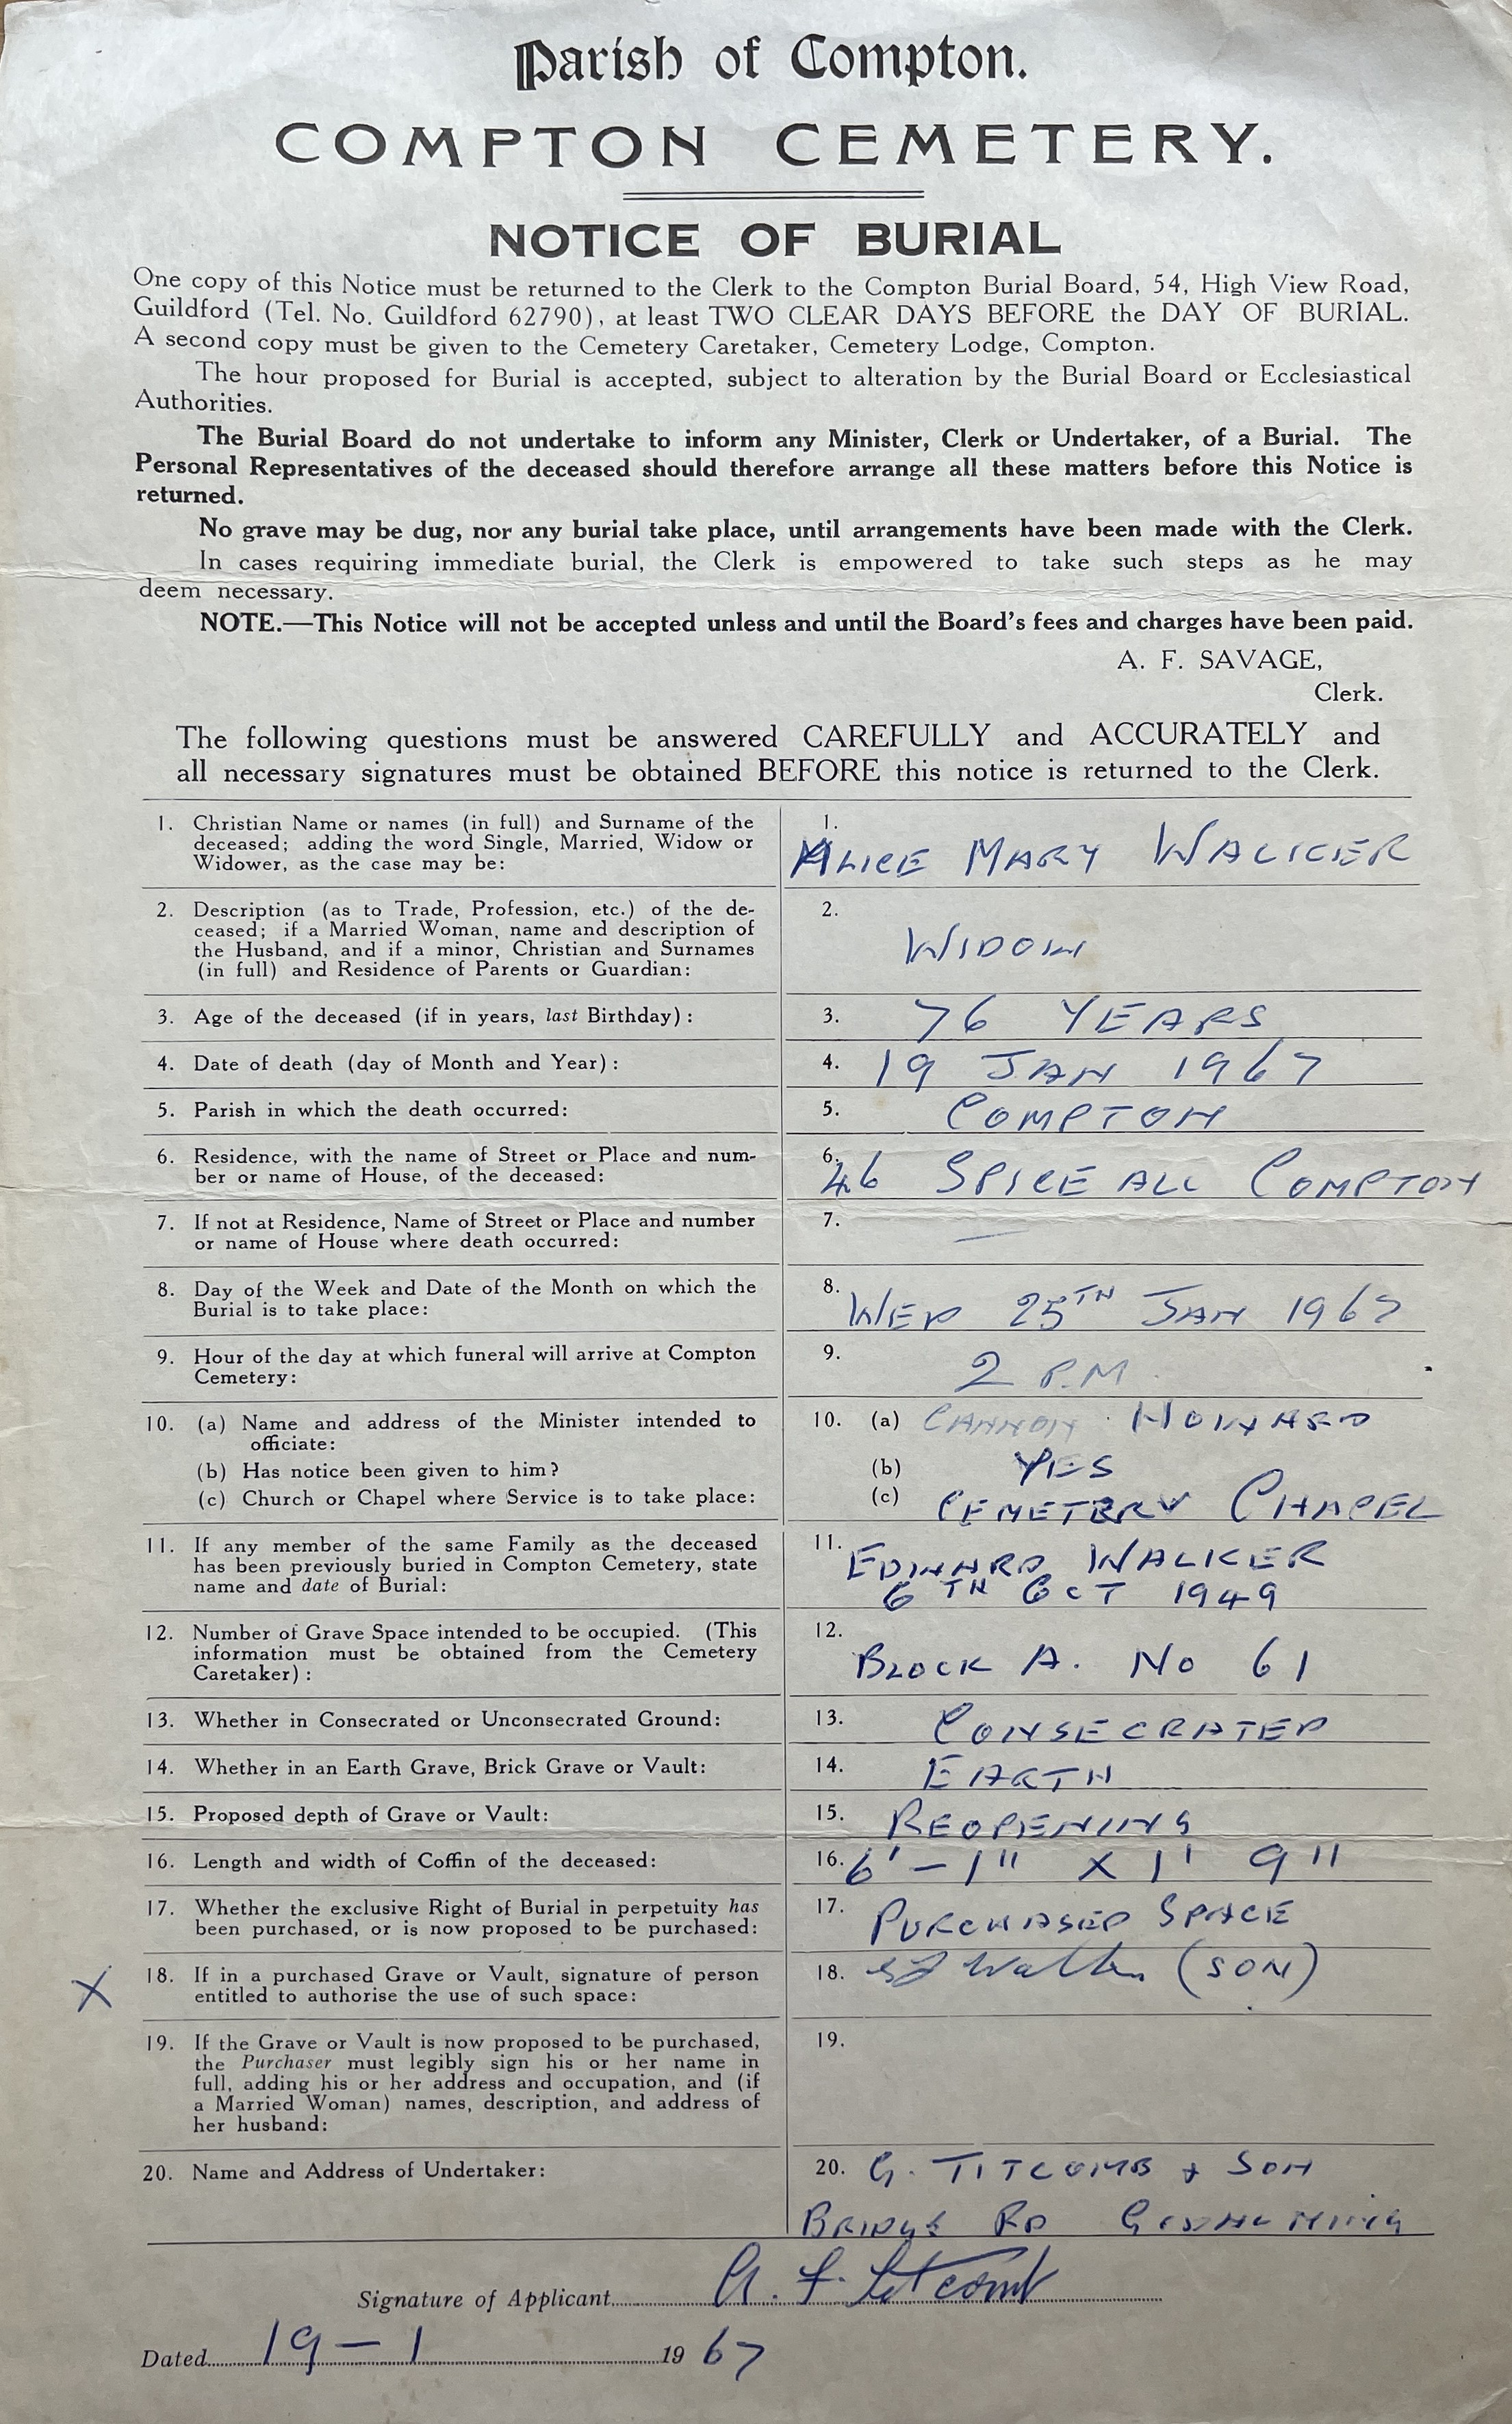 Parish of Compton.
COMPTON CEMETERY.
NOTICE OF BURIAL
One copy of this Notice must be returned to the Clerk to the Compton Burial Board, 54, High View Road,
Guildford (Tel. No. Guildford 62790), at least TWO CLEAR DAYS BEFORE the DAY OF BURIAL.
A second copy must be given to the Cemetery Caretaker, Cemetery Lodge, Compton.
The hour proposed for Burial is accepted, subject to alteration by the Burial Board or Ecclesiastical
Authorities.
The Burial Board do not undertake to inform any Minister, Clerk or Undertaker, of a Burial. The
Personal Representatives of the deceased should therefore arrange all these matters before this Notice is
returned.
No grave may be dug, nor any burial take place, until arrangements have been made with the Clerk.
In cases requiring immediate burial, the Clerk is empowered to take such steps as he may
deem necessary.
NOTE.—This Notice will not be accepted unless and until the Board's fees and charges have been paid.
A. F. SAVAGE,
Clerk.
The following questions must be answered CAREFULLY and ACCURATELY and
all necessary signatures must be obtained BEFORE this notice is returned to the Clerk.
1. Christian Name or names (in full) and Surname of the
deceased; adding the word Single, Married, Widow or
Widower, as the case may be:
1.
ALICE MARY WALKER
2. Description (as to Trade, Profession, etc.) of the de-
ceased; if a Married Woman, name and description of
the Husband, and if a minor, Christian and Surnames
(in full) and Residence of Parents or Guardian:
2.
WIDOW
3. Age of the deceased (if in years, last Birthday):
3. 76 YEARS
4. Date of death (day of Month and Year):
4. 19 JAN 1967
5. Parish in which the death occurred:
5. COMPTON
6. Residence, with the name of Street or Place and num-
ber or name of House, of the deceased:
6.
46 SPICEALL COMPTON
7. If not at Residence, Name of Street or Place and number
or name of House where death occurred:
7. —
8. Day of the Week and Date of the Month on which the
Burial is to take place:
8.
WED 25TH JAN 1967
9. Hour of the day at which funeral will arrive at Compton
Cemetery:
9.
2 P.M.
10. (a) Name and address of the Minister intended to
officiate:
(b) Has notice been given to him?
(c) Church or Chapel where Service is to take place:
10. (a) CANNON HOWARD
(b) YES
(c) CEMETERY CHAPEL
11. If any member of the same Family as the deceased
has been previously buried in Compton Cemetery, state
name and date of Burial:
11. EDWARD WALKER
6TH OCT 1949
12. Number of Grave Space intended to be occupied. (This
information must be obtained from the Cemetery
Caretaker):
12.
BLOCK A. No 61
13. Whether in Consecrated or Unconsecrated Ground:
13. CONSECRATED
14. Whether in an Earth Grave, Brick Grave or Vault:
14. EARTH
15. Proposed depth of Grave or Vault:
15. REOPENING
16. Length and width of Coffin of the deceased:
16. 6' – 1" X 1' 9"
17. Whether the exclusive Right of Burial in perpetuity has
been purchased, or is now proposed to be purchased:
17. PURCHASED SPACE
X
18. If in a purchased Grave or Vault, signature of person
entitled to authorise the use of such space:
18. Walker (SON)
19. If the Grave or Vault is now proposed to be purchased,
the Purchaser must legibly sign his or her name in
full, adding his or her address and occupation, and (if
a Married Woman) names, description, and address of
her husband:
19.
20. Name and Address of Undertaker:
20. G. TITCOMB + SON
BRIDGE RD GODALMING
Signature of Applicant G. F. Titcomb
Dated 19 – 1 1967